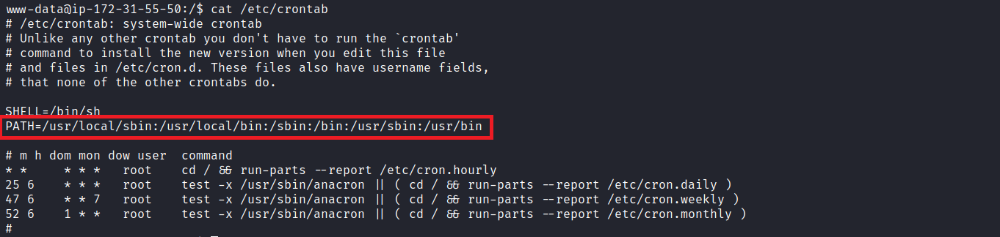 www-data@ip-172-31-55-50:/$ cat /etc/crontab
# /etc/crontab: system-wide crontab
# Unlike any other crontab you don't have to run the `crontab'
# command to install the new version when you edit this file
# and files in /etc/cron.d. These files also have username fields,
# that none of the other crontabs do.
SHELL=/bin/sh
PATH=/usr/local/sbin:/usr/local/bin:/sbin:/bin:/usr/sbin:/usr/bin
# m h dom mon dow user  command
* *     * * *   root    cd / && run-parts --report /etc/cron.hourly
25 6    * * *   root    test -x /usr/sbin/anacron || ( cd / && run-parts --report /etc/cron.daily )
47 6    * * 7   root    test -x /usr/sbin/anacron || ( cd / && run-parts --report /etc/cron.weekly )
52 6    1 * *   root    test -x /usr/sbin/anacron || ( cd / && run-parts --report /etc/cron.monthly )
#